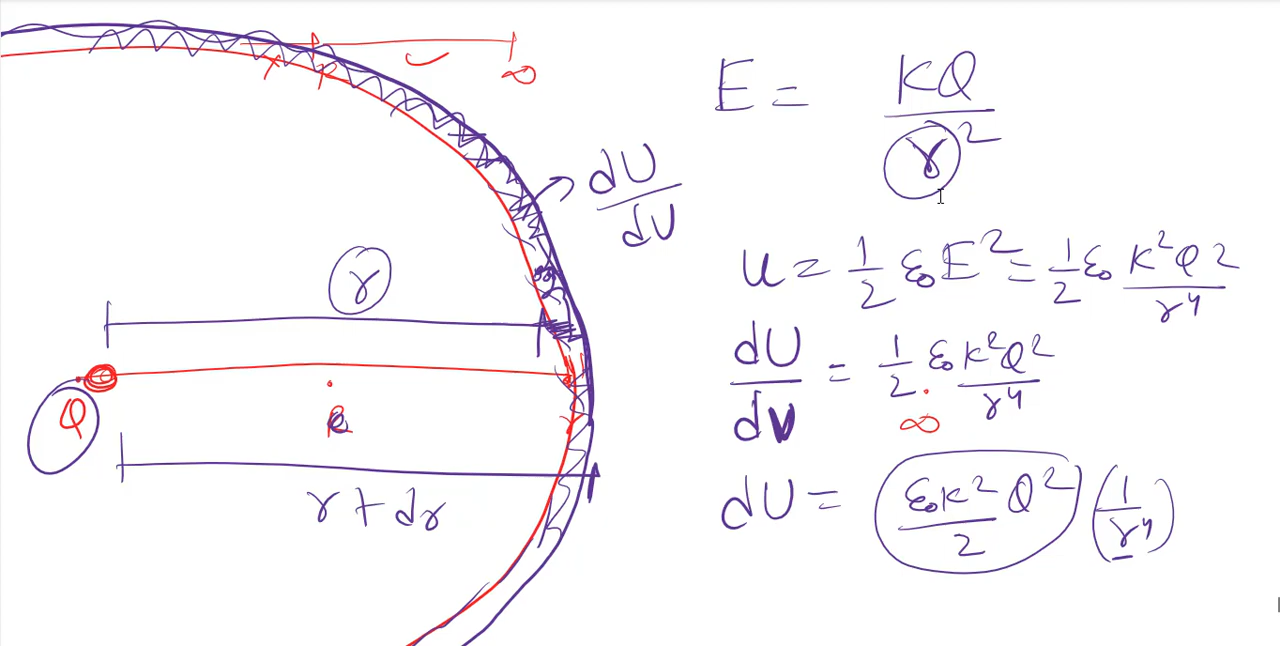 ∞
E = KQ / r²
dU / dU
r
u = 1/2 ε₀E² = 1/2 ε₀ K²Q2 / r⁴
dU / dV = 1/2 ε₀ K²Q² / r⁴
∞
Q
dU = ε₀K²Q² / 2 (1 / r⁴)
r + dr